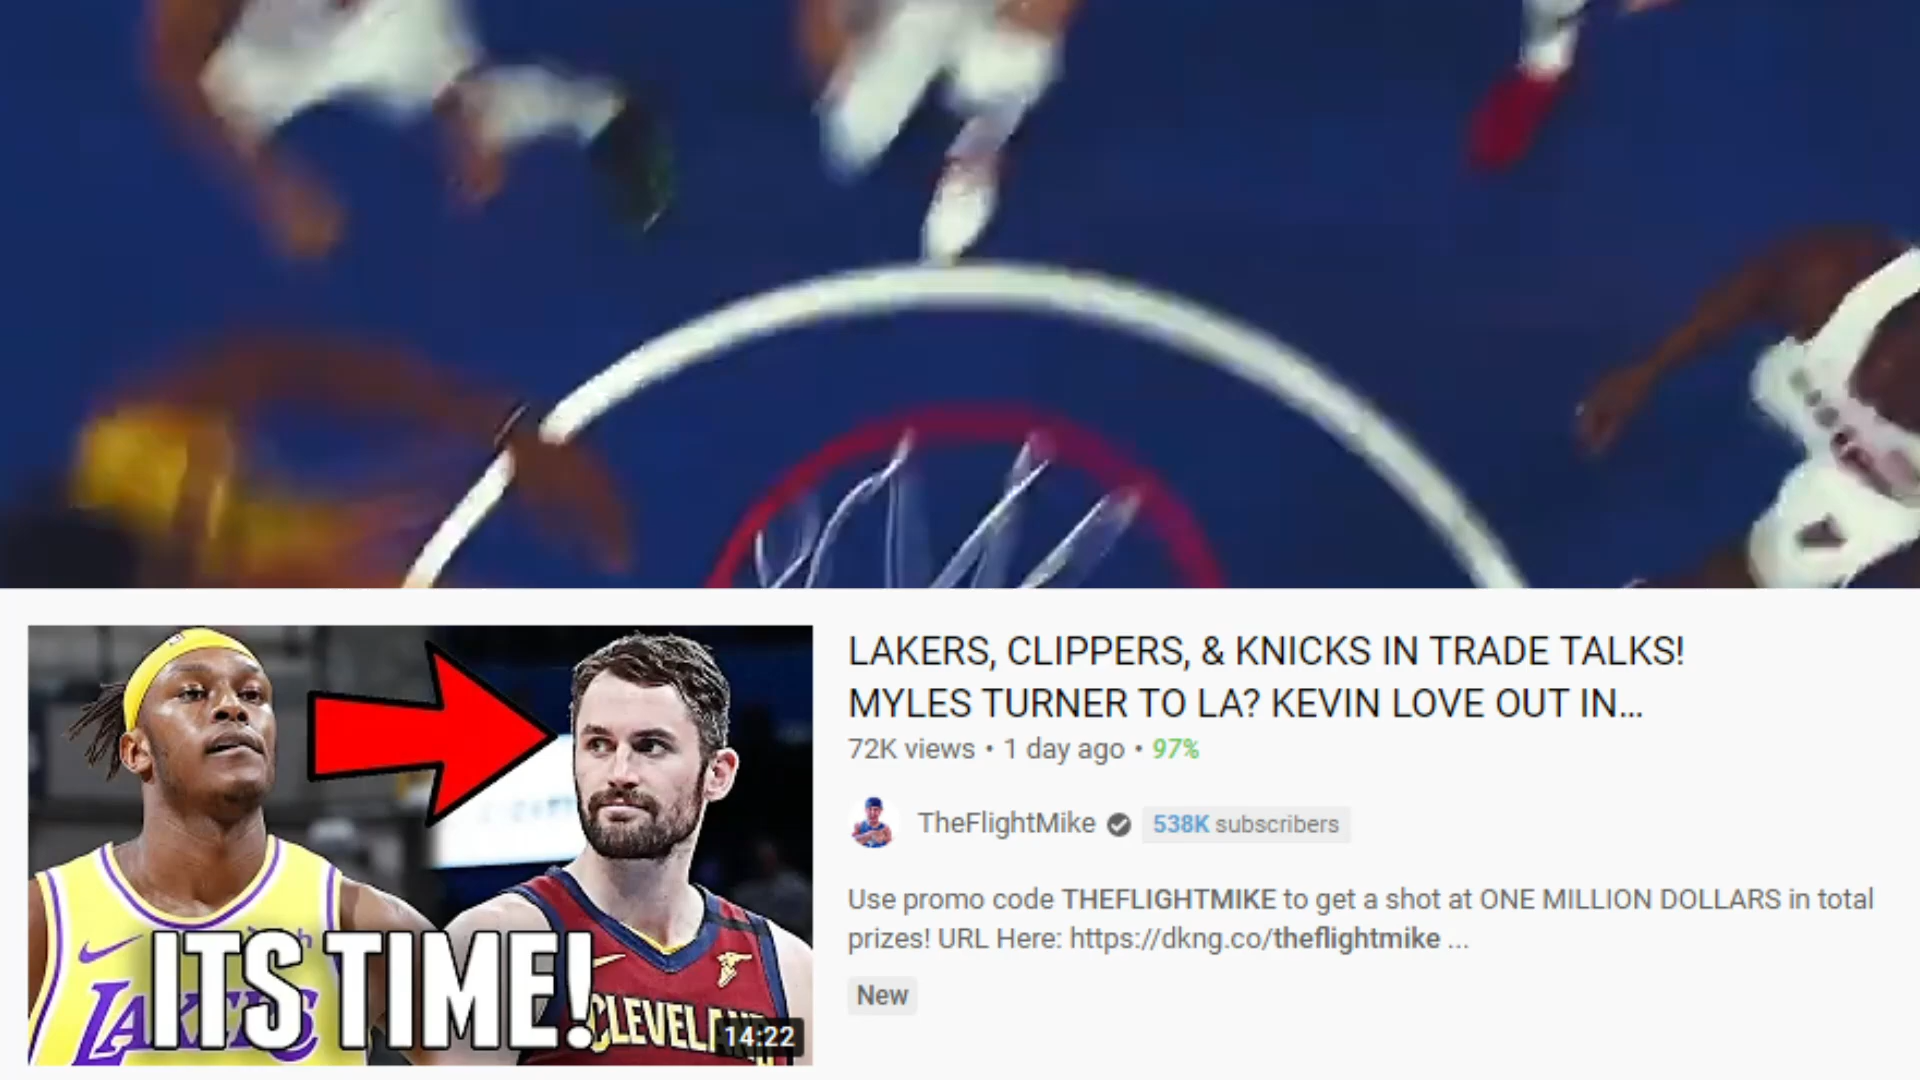 LAKERS, CLIPPERS, & KNICKS IN TRADE TALKS!
MYLES TURNER TO LA? KEVIN LOVE OUT IN...
72K views • 1 day ago • 97%
TheFlightMike
538K subscribers
Use promo code THEFLIGHTMIKE to get a shot at ONE MILLION DOLLARS in total
prizes! URL Here: https://dkng.co/theflightmike ...
New
ITS TIME!
LAKERS
CLEVELAND
14:22